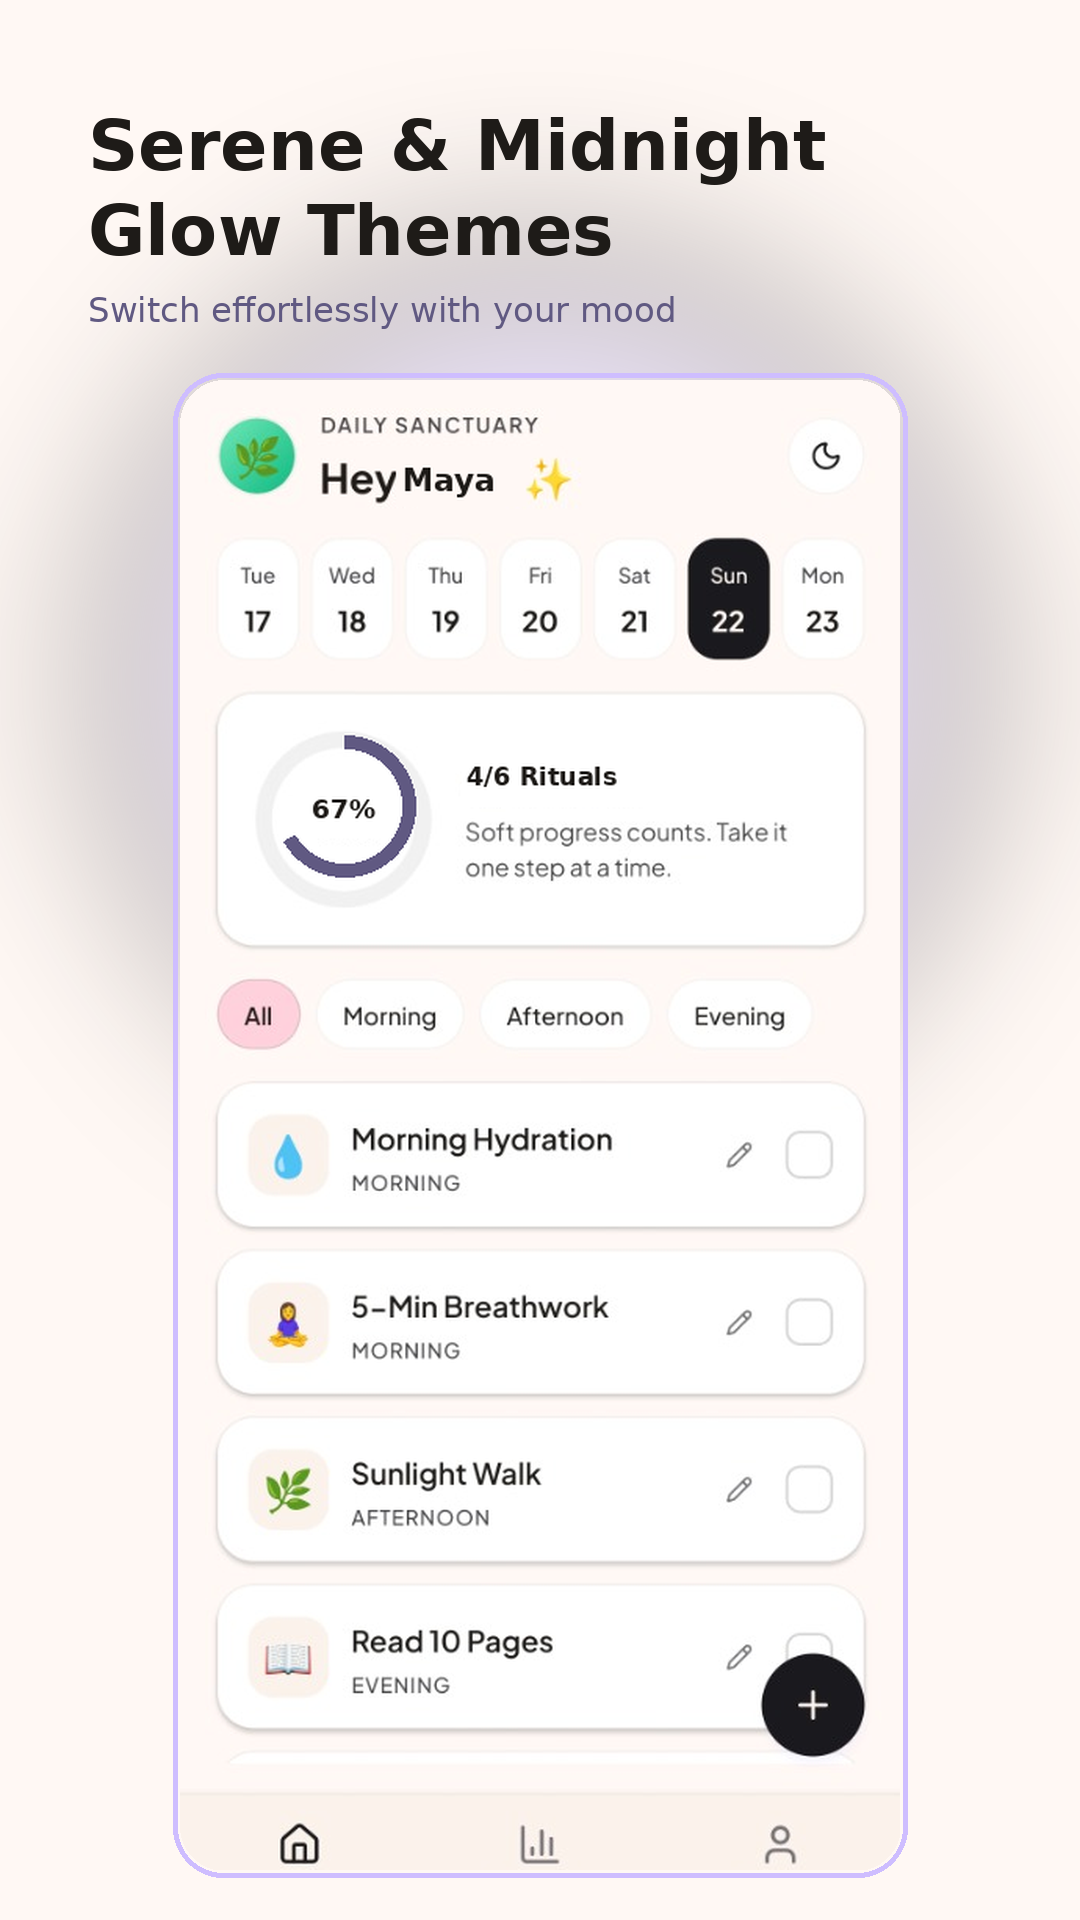 Serene & Midnight
Glow Themes
Switch effortlessly with your mood
DAILY SANCTUARY
Hey Maya ✨
Tue Wed Thu Fri Sat Sun Mon
17 18 19 20 21 22 23
67%
4/6 Rituals
Soft progress counts. Take it
one step at a time.
All Morning Afternoon Evening
Morning Hydration
MORNING
5-Min Breathwork
MORNING
Sunlight Walk
AFTERNOON
Read 10 Pages
EVENING